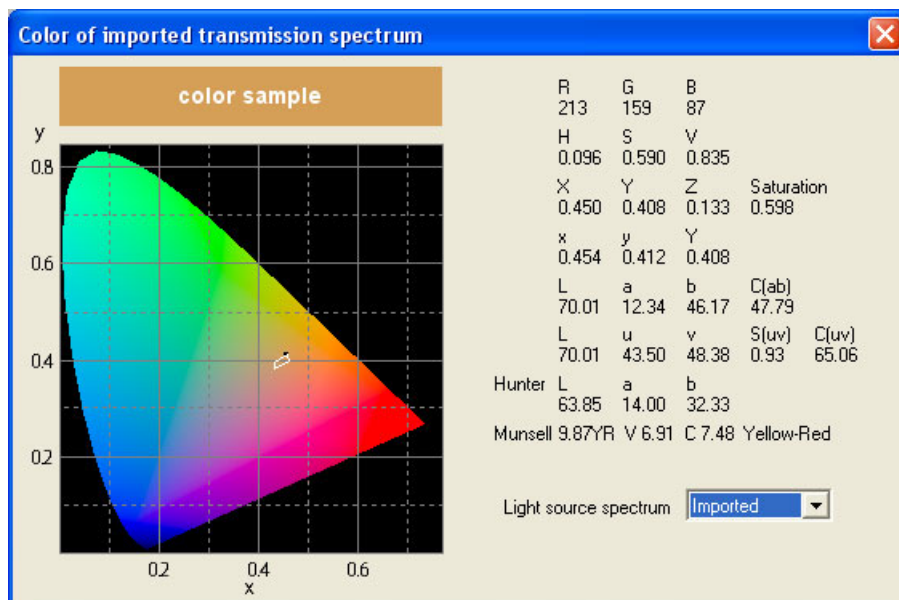 Color of imported transmission spectrum
color sample
y
0.8
0.6
0.4
0.2
0.2 0.4 0.6
x
R G B
213 159 87
H S V
0.096 0.590 0.835
X Y Z Saturation
0.450 0.408 0.133 0.598
x y Y
0.454 0.412 0.408
L a b C(ab)
70.01 12.34 46.17 47.79
L u v S(uv) C(uv)
70.01 43.50 48.38 0.93 65.06
Hunter L a b
63.85 14.00 32.33
Munsell 9.87YR V 6.91 C 7.48 Yellow-Red
Light source spectrum Imported